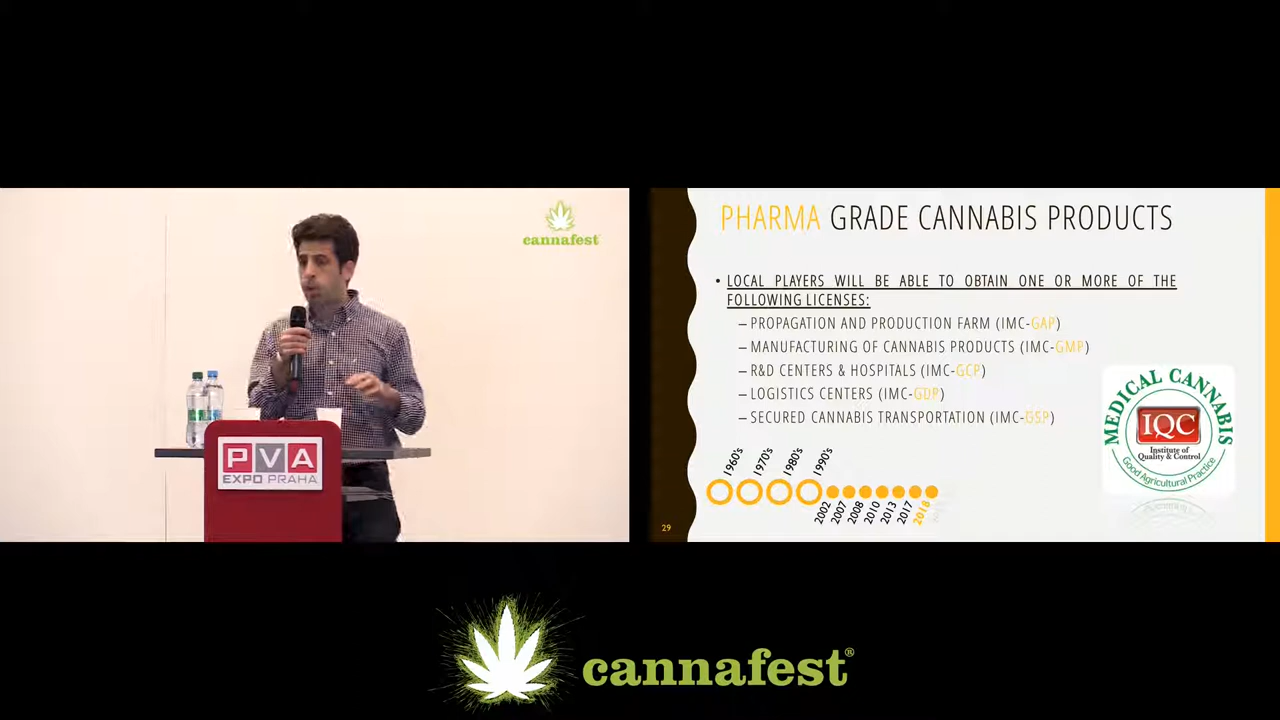 cannafest
PVA
EXPO PRAHA
PHARMA GRADE CANNABIS PRODUCTS
• LOCAL PLAYERS WILL BE ABLE TO OBTAIN ONE OR MORE OF THE
FOLLOWING LICENSES:
– PROPAGATION AND PRODUCTION FARM (IMC-GAP)
– MANUFACTURING OF CANNABIS PRODUCTS (IMC-GMP)
– R&D CENTERS & HOSPITALS (IMC-GCP)
– LOGISTICS CENTERS (IMC-GDP)
– SECURED CANNABIS TRANSPORTATION (IMC-GSP)
MEDICAL CANNABIS
IQC
Institute of
Quality & Control
Good Agricultural Practice
1960's 1970's 1980's 1990's
2002 2007 2008 2010 2013 2017 2018
29
cannafest®